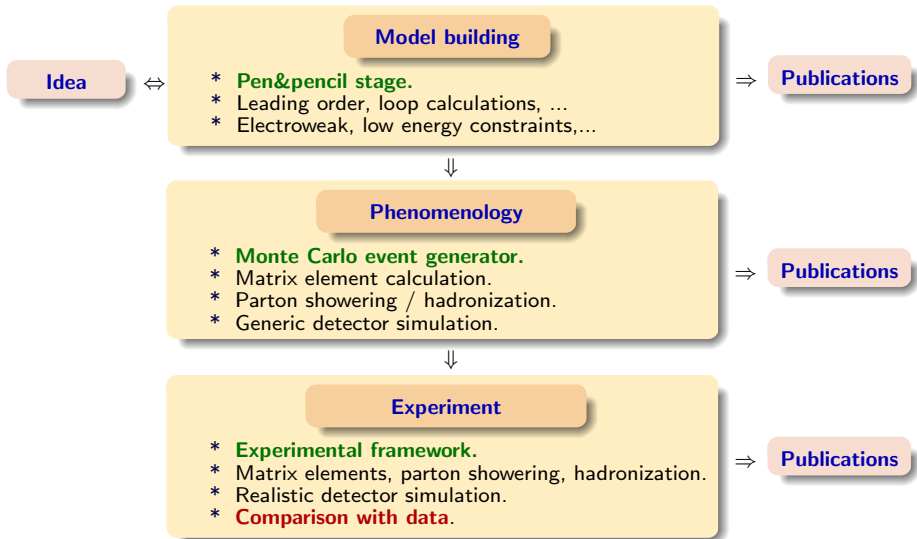 Model building
Idea ⇔
* Pen&pencil stage.
* Leading order, loop calculations, ...
* Electroweak, low energy constraints,...
⇒ Publications
⇓
Phenomenology
* Monte Carlo event generator.
* Matrix element calculation.
* Parton showering / hadronization.
* Generic detector simulation.
⇒ Publications
⇓
Experiment
* Experimental framework.
* Matrix elements, parton showering, hadronization.
* Realistic detector simulation.
* Comparison with data.
⇒ Publications